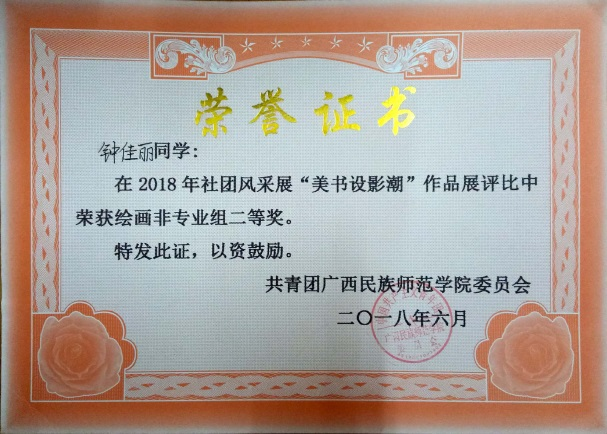 荣誉证书
钟佳丽同学：
在2018年社团风采展“美书设影潮”作品展评比中
荣获绘画非专业组二等奖。
特发此证，以资鼓励。
共青团广西民族师范学院委员会
二〇一八年六月